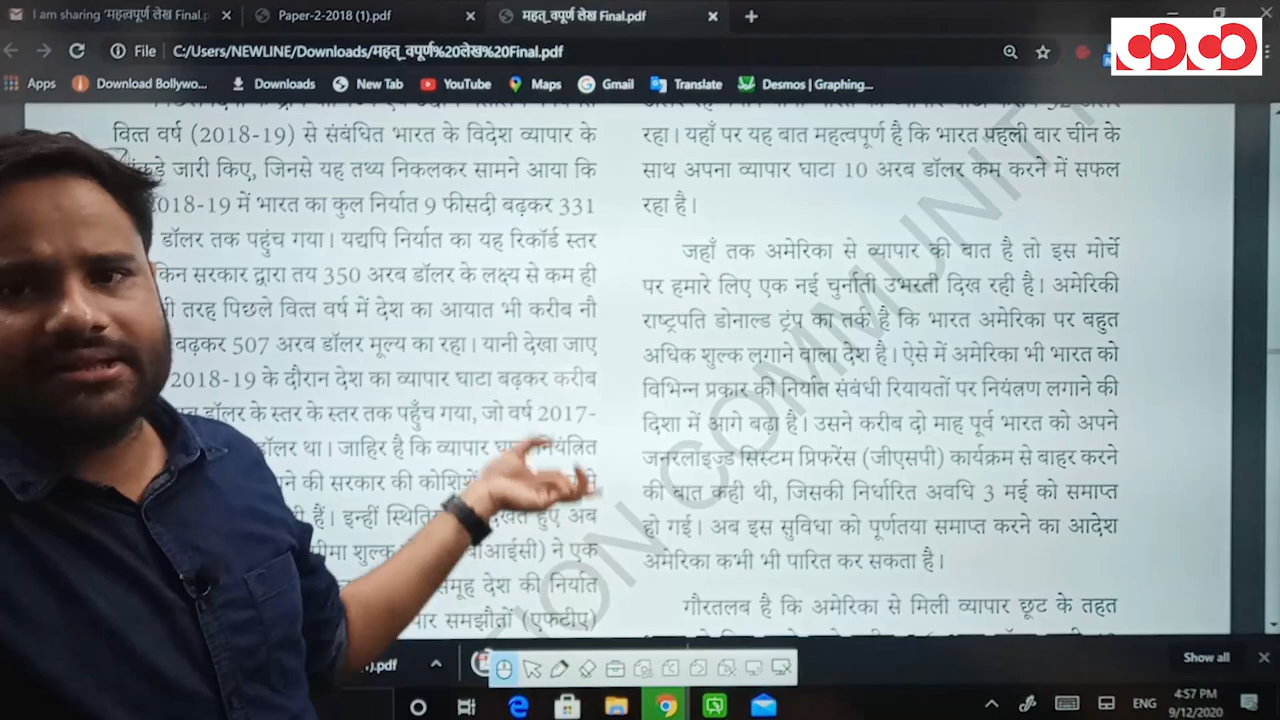 I am sharing 'महत्वपूर्ण लेख Final.p
Paper-2-2018 (1).pdf
महत्_वपूर्ण लेख Final.pdf
File
C:/Users/NEWLINE/Downloads/महत्_वपूर्ण%20लेख%20Final.pdf
Apps
Download Bollywo...
Downloads
New Tab
YouTube
Maps
Gmail
Translate
Desmos | Graphing...
वित्त वर्ष (2018-19) से संबंधित भारत के विदेश व्यापार के
जारी किए, जिनसे यह तथ्य निकलकर सामने आया कि
2018-19 में भारत का कुल निर्यात 9 फीसदी बढ़कर 331
डॉलर तक पहुंच गया। यद्यपि निर्यात का यह रिकॉर्ड स्तर
किन सरकार द्वारा तय 350 अरब डॉलर के लक्ष्य से कम ही
तरह पिछले वित्त वर्ष में देश का आयात भी करीब नौ
बढ़कर 507 अरब डॉलर मूल्य का रहा। यानी देखा जाए
2018-19 के दौरान देश का व्यापार घाटा बढ़कर करीब
डॉलर के स्तर के स्तर तक पहुँच गया, जो वर्ष 2017-
डॉलर था। जाहिर है कि व्यापार
की सरकार की
हैं। इन्हीं हुए अब
सीमा शुल्क ने एक
समूह देश की निर्यात
समझौतों (एफटीए)
रहा। यहाँ पर यह बात महत्वपूर्ण है कि भारत पहली बार चीन के
साथ अपना व्यापार घाटा 10 अरब डॉलर कम करने में सफल
रहा है।
जहाँ तक अमेरिका से व्यापार की बात है तो इस मोर्चे
पर हमारे लिए एक नई चुनौती उभरती दिख रही है। अमेरिकी
राष्ट्रपति डोनाल्ड ट्रंप का तर्क है कि भारत अमेरिका पर बहुत
अधिक शुल्क लगाने वाला देश है। ऐसे में अमेरिका भी भारत को
विभिन्न प्रकार की निर्यात संबंधी रियायतों पर नियंत्रण लगाने की
दिशा में आगे बढ़ा है। उसने करीब दो माह पूर्व भारत को अपने
जनरलाइज्ड सिस्टम प्रिफरेंस (जीएसपी) कार्यक्रम से बाहर करने
की बात कही थी, जिसकी निर्धारित अवधि 3 मई को समाप्त
हो गई। अब इस सुविधा को पूर्णतया समाप्त करने का आदेश
अमेरिका कभी भी पारित कर सकता है।
गौरतलब है कि अमेरिका से मिली व्यापार छूट के तहत
Show all
ENG
4:57 PM
9/12/2020